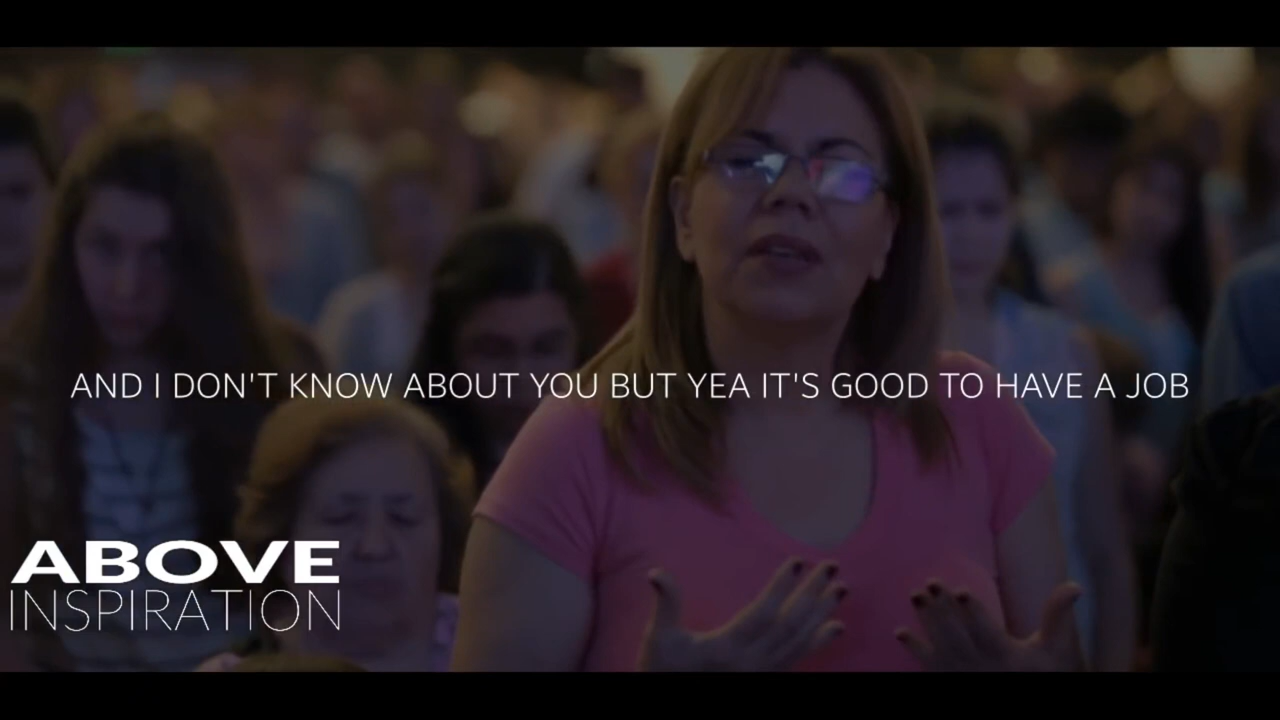 AND I DON'T KNOW ABOUT YOU BUT YEA IT'S GOOD TO HAVE A JOB
ABOVE
INSPIRATION